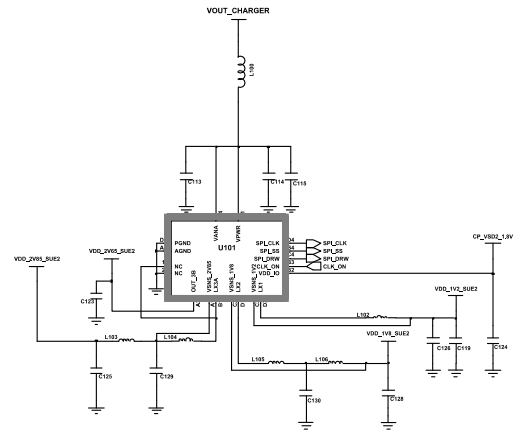 VOUT_CHARGER
L100
C113
C114
C115
VANA
VPWR
U101
PGND
AGND
NC
NC
SPI_CLK
SPI_SS
SPI_DRW
CLK_ON
VDD_IO
SPI_CLK
SPI_SS
SPI_DRW
CLK_ON
CP_VSD2_1,8V
VDD_2V65_SUE2
VDD_2V85_SUE2
OUT_3B
VSNS_2V85
LX3A
VSNS_1V8
LX2
VSNS_1V2
LX1
VDD_1V2_SUE2
C123
L102
L103
L104
VDD_1V8_SUE2
C126
C119
C124
L105
L106
C125
C129
C130
C128